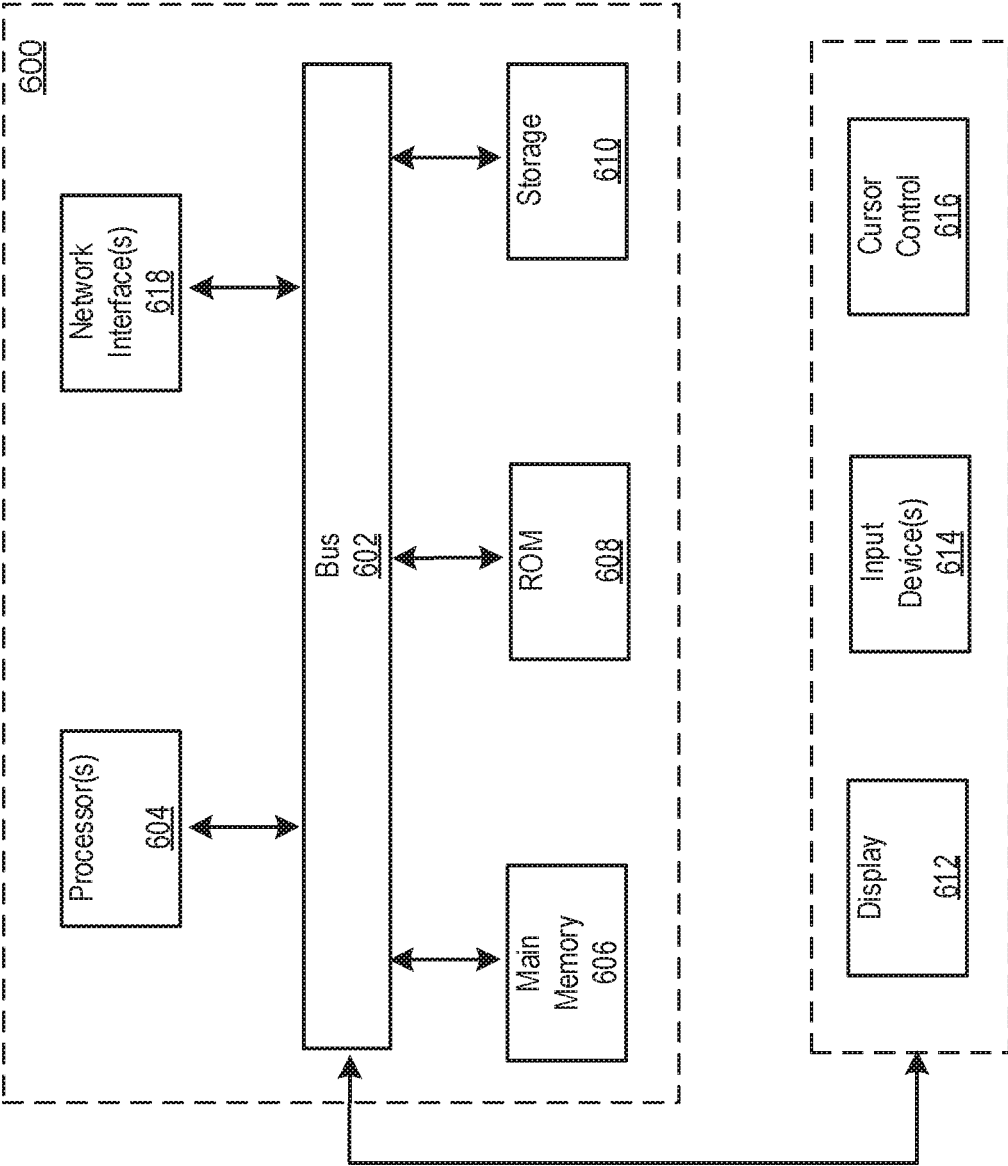 600
Processor(s)
604
Network
Interface(s)
618
Bus
602
Main
Memory
606
ROM
608
Storage
610
Display
612
Input
Device(s)
614
Cursor
Control
616